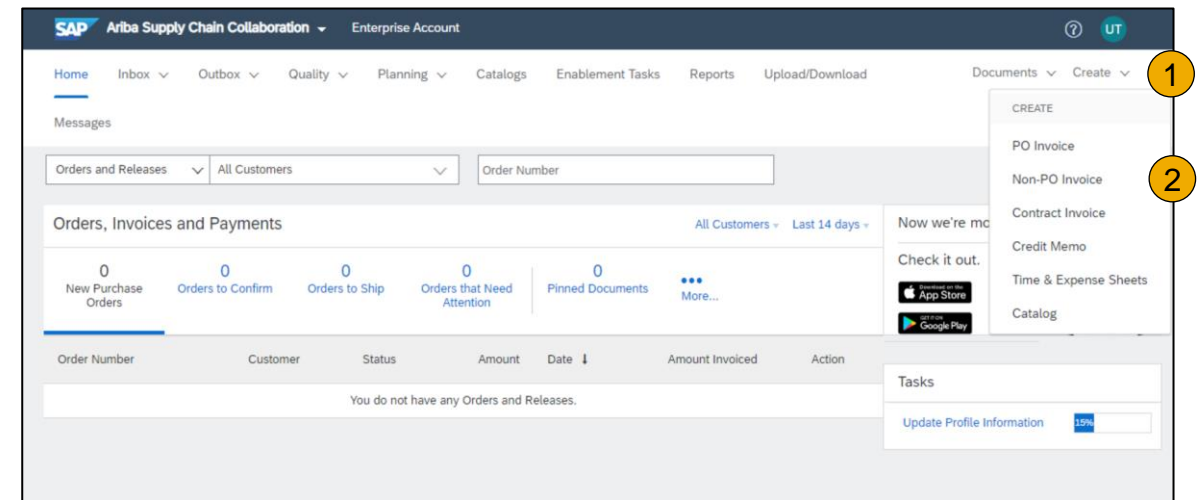 SAP Ariba Supply Chain Collaboration Enterprise Account ? UT
Home Inbox Outbox Quality Planning Catalogs Enablement Tasks Reports Upload/Download Documents Create 1
Messages
CREATE
PO Invoice
Non-PO Invoice 2
Contract Invoice
Credit Memo
Time & Expense Sheets
Catalog
Orders and Releases All Customers Order Number
Orders, Invoices and Payments All Customers Last 14 days
0 New Purchase Orders
0 Orders to Confirm
0 Orders to Ship
0 Orders that Need Attention
0 Pinned Documents
More...
Order Number Customer Status Amount Date Amount Invoiced Action
You do not have any Orders and Releases.
Now we're mo
Check it out.
Download on the
App Store
GET IT ON
Google Play
Tasks
Update Profile Information 15%